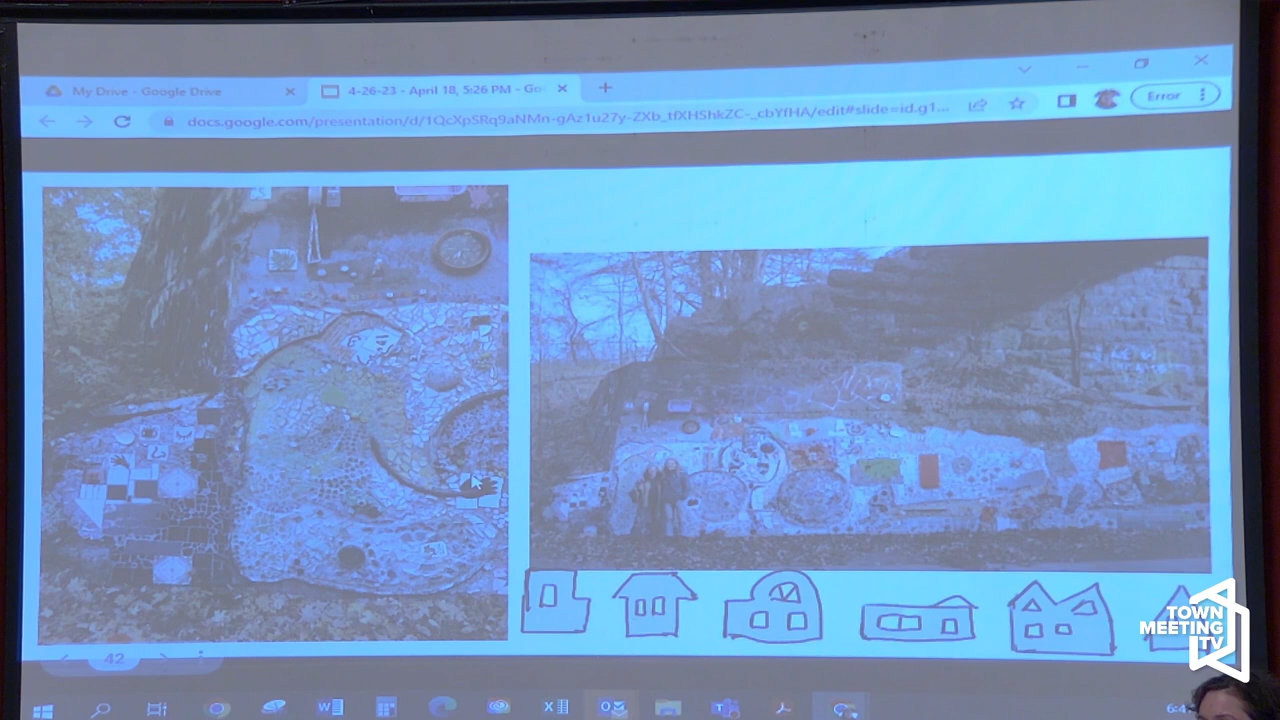 My Drive - Google Drive
4-26-23 - April 18, 5:26 PM - Go
Error
docs.google.com/presentation/d/1QcXpSRq9aNMn-gAz1u27y-ZXb_tfXHShkZC-_cbYfHA/edit#slide=id.g1...
42
TOWN
MEETING
TV